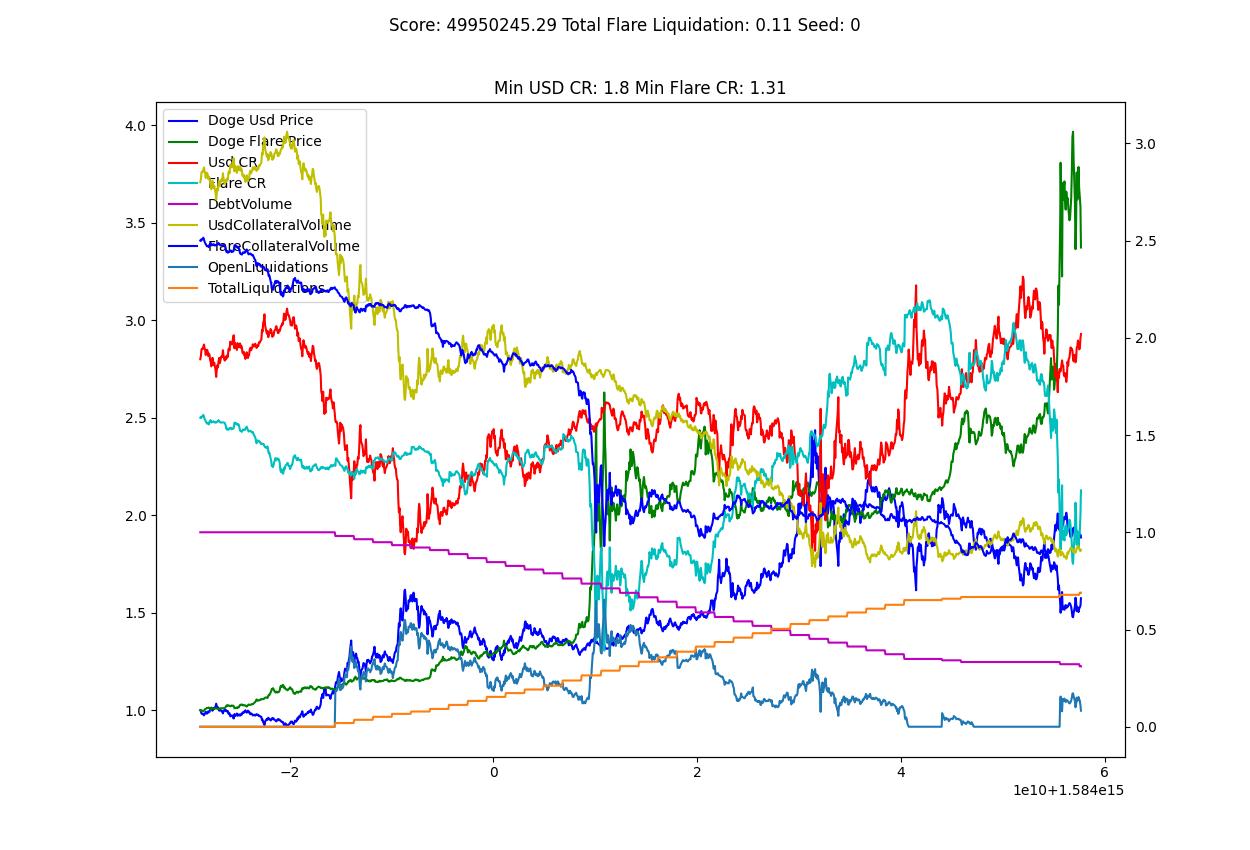 Score: 49950245.29 Total Flare Liquidation: 0.11 Seed: 0
Min USD CR: 1.8 Min Flare CR: 1.31
Doge Usd Price
Doge Flare Price
Usd CR
Flare CR
DebtVolume
UsdCollateralVolume
FlareCollateralVolume
OpenLiquidations
TotalLiquidations
4.0
3.5
3.0
2.5
2.0
1.5
1.0
3.0
2.5
2.0
1.5
1.0
0.5
0.0
−2
0
2
4
6
1e10+1.584e15